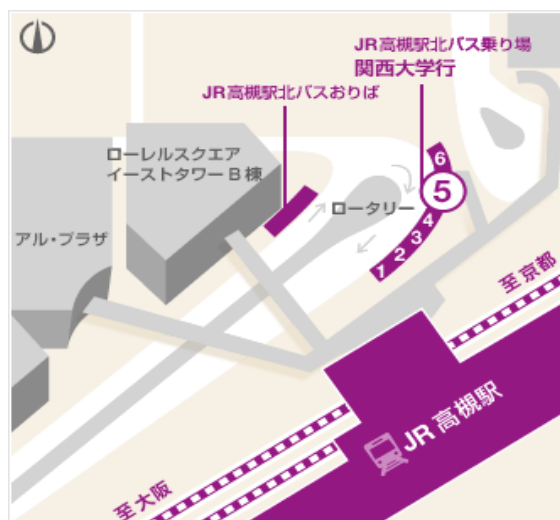 JR高槻駅北バス乗り場
関西大学行
JR高槻駅北バスおりば
ローレルスクエア
イーストタワーB棟
アル・プラザ
ロータリー
6
5
4
3
2
1
至京都
JR高槻駅
至大阪